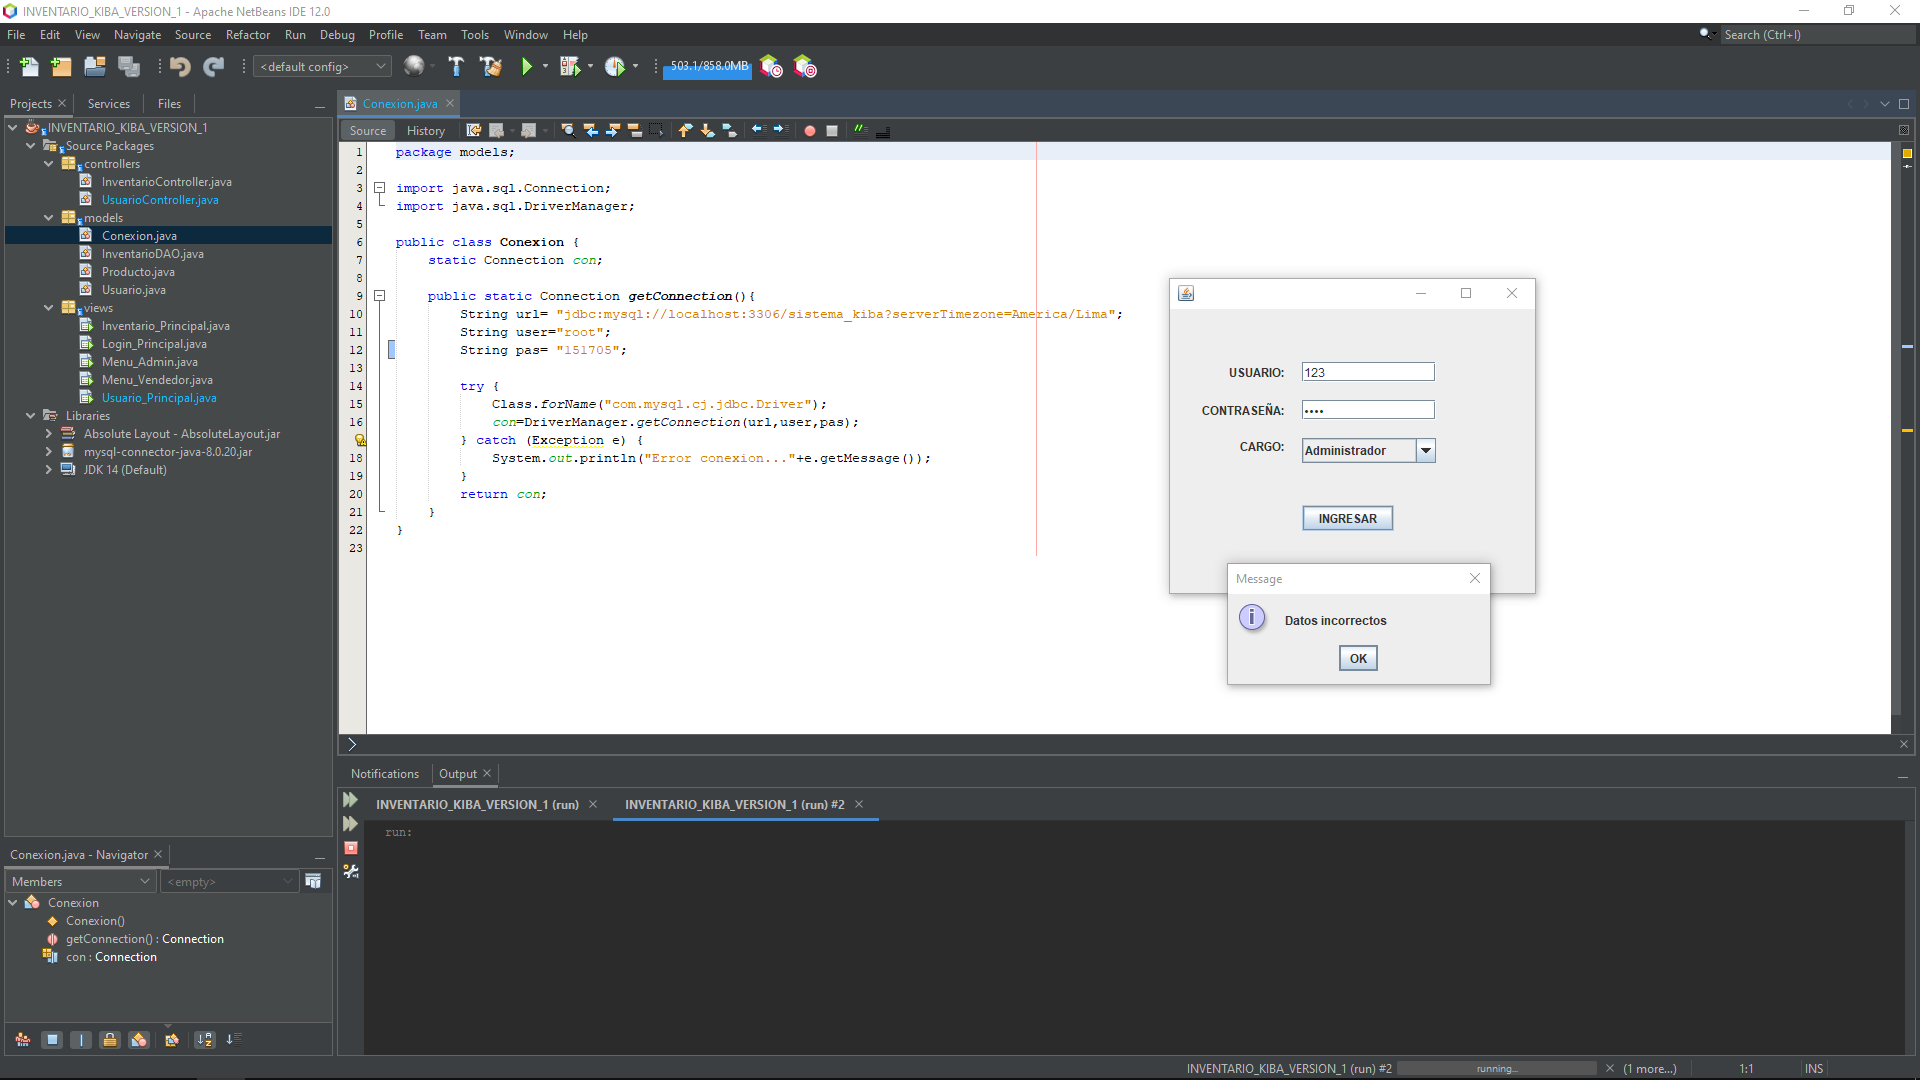 INVENTARIO_KIBA_VERSION_1 - Apache NetBeans IDE 12.0
File Edit View Navigate Source Refactor Run Debug Profile Team Tools Window Help
Search (Ctrl+I)
<default config>
503.1/858.0MB
Projects Services Files
INVENTARIO_KIBA_VERSION_1
Source Packages
controllers
InventarioController.java
UsuarioController.java
models
Conexion.java
InventarioDAO.java
Producto.java
Usuario.java
views
Inventario_Principal.java
Login_Principal.java
Menu_Admin.java
Menu_Vendedor.java
Usuario_Principal.java
Libraries
Absolute Layout - AbsoluteLayout.jar
mysql-connector-java-8.0.20.jar
JDK 14 (Default)
Conexion.java
Source History
1 package models;
2
3 import java.sql.Connection;
4 import java.sql.DriverManager;
5
6 public class Conexion {
7 static Connection con;
8
9 public static Connection getConnection(){
10 String url= "jdbc:mysql://localhost:3306/sistema_kiba?serverTimezone=America/Lima";
11 String user="root";
12 String pas= "151705";
13
14 try {
15 Class.forName("com.mysql.cj.jdbc.Driver");
16 con=DriverManager.getConnection(url,user,pas);
} catch (Exception e) {
18 System.out.println("Error conexion..."+e.getMessage());
19 }
20 return con;
21 }
22 }
23
USUARIO: 123
CONTRASEÑA: ••••
CARGO: Administrador
INGRESAR
Message
Datos incorrectos
OK
Notifications Output
INVENTARIO_KIBA_VERSION_1 (run) INVENTARIO_KIBA_VERSION_1 (run) #2
run:
Conexion.java - Navigator
Members <empty>
Conexion
Conexion()
getConnection() : Connection
con : Connection
INVENTARIO_KIBA_VERSION_1 (run) #2 running... (1 more...) 1:1 INS